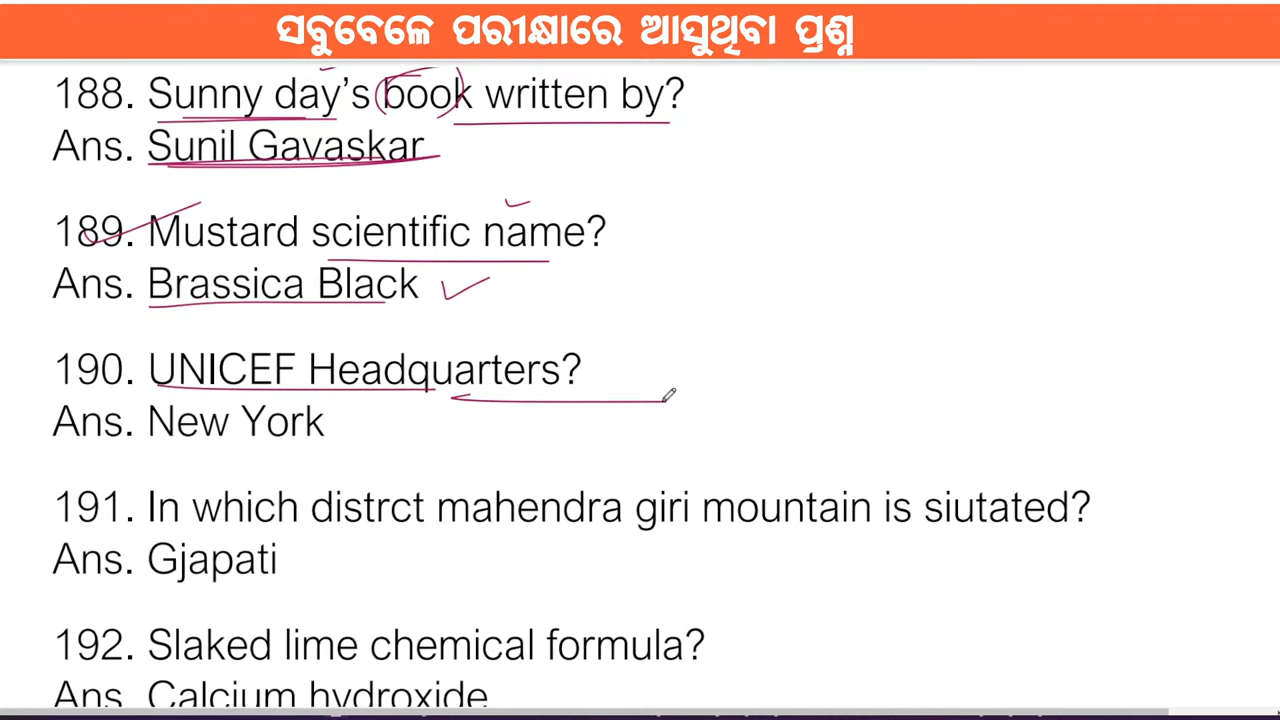 ସବୁବେଳେ ପରୀକ୍ଷାରେ ଆସୁଥିବା ପ୍ରଶ୍ନ
188. Sunny day’s book written by?
Ans. Sunil Gavaskar
189. Mustard scientific name?
Ans. Brassica Black
190. UNICEF Headquarters?
Ans. New York
191. In which distrct mahendra giri mountain is siutated?
Ans. Gjapati
192. Slaked lime chemical formula?
Ans. Calcium hydroxide